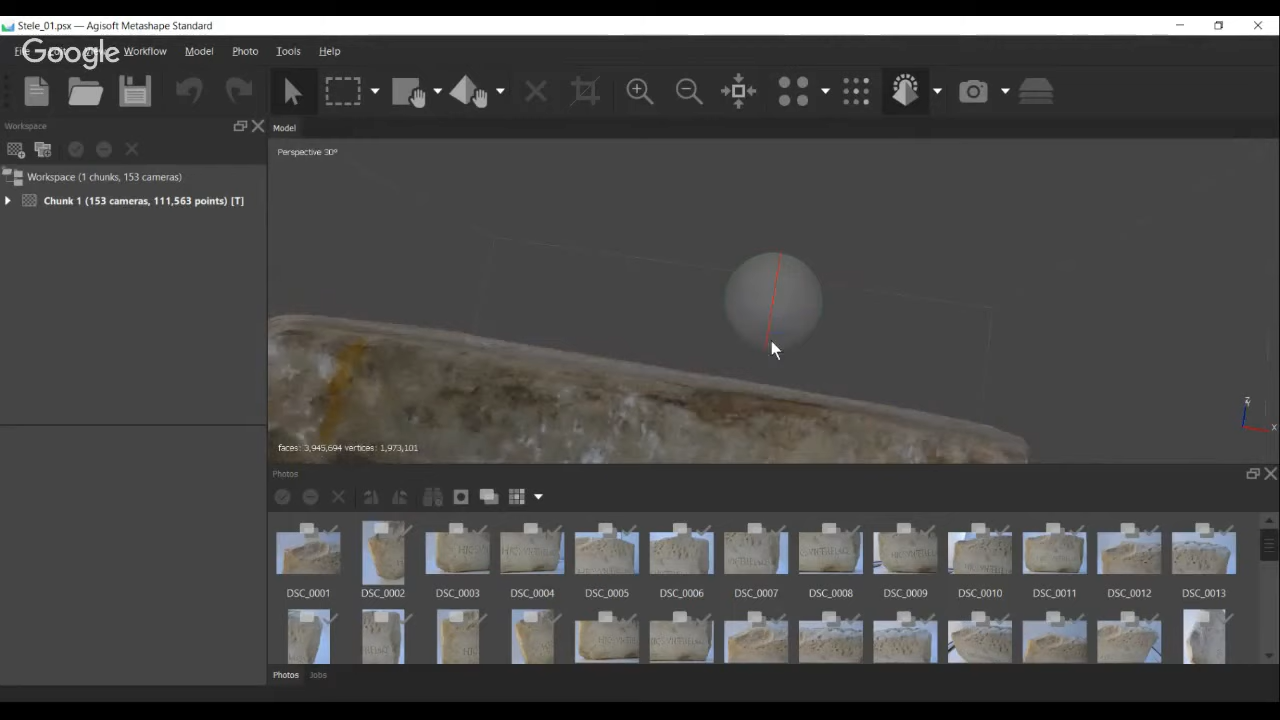 Stele_01.psx — Agisoft Metashape Standard
Google
Workflow Model Photo Tools Help
Workspace
Model
Perspective 30°
Workspace (1 chunks, 153 cameras)
Chunk 1 (153 cameras, 111,563 points) [T]
Z
X
faces: 3,945,694 vertices: 1,973,101
Photos
DSC_0001 DSC_0002 DSC_0003 DSC_0004 DSC_0005 DSC_0006 DSC_0007 DSC_0008 DSC_0009 DSC_0010 DSC_0011 DSC_0012 DSC_0013
Photos Jobs